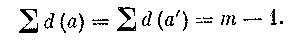 ∑ d (a) = ∑ d (a′) = m − 1.